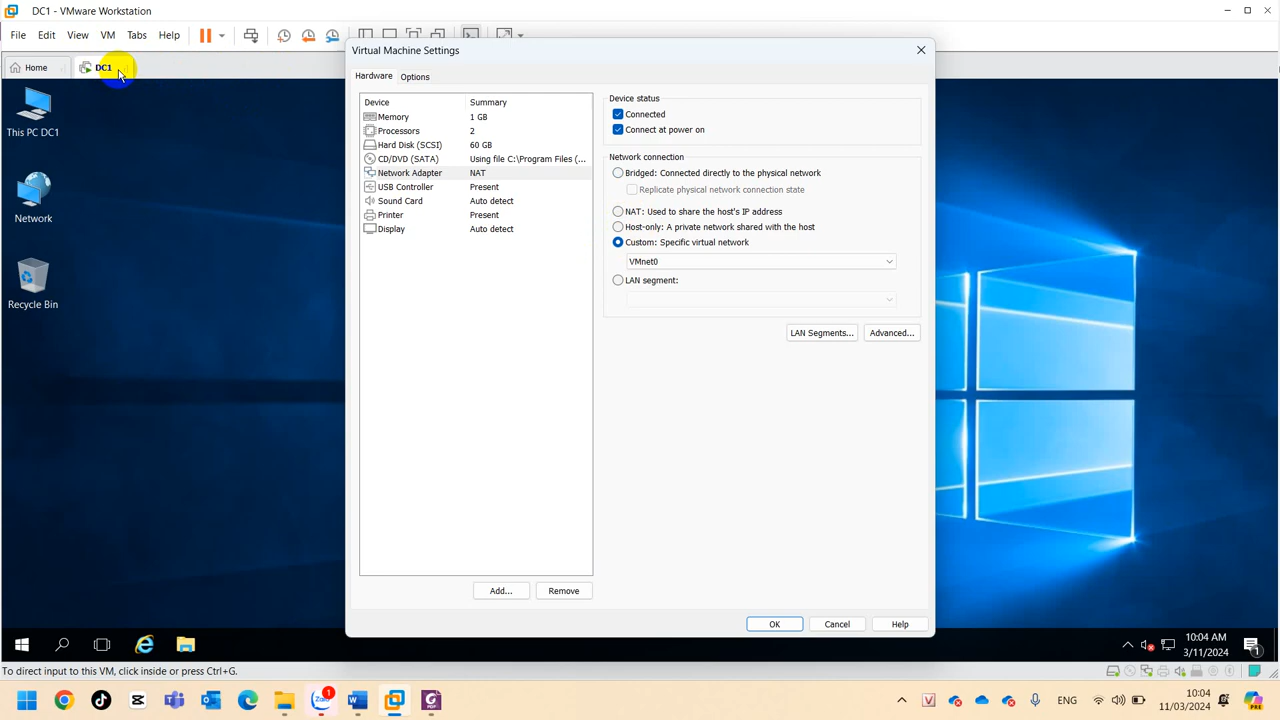 DC1 - VMware Workstation
File Edit View VM Tabs Help
Home DC1
Virtual Machine Settings
Hardware Options
Device Summary
Memory 1 GB
Processors 2
Hard Disk (SCSI) 60 GB
CD/DVD (SATA) Using file C:\Program Files (...
Network Adapter NAT
USB Controller Present
Sound Card Auto detect
Printer Present
Display Auto detect
Add... Remove
Device status
Connected
Connect at power on
Network connection
Bridged: Connected directly to the physical network
Replicate physical network connection state
NAT: Used to share the host's IP address
Host-only: A private network shared with the host
Custom: Specific virtual network
VMnet0
LAN segment:
LAN Segments... Advanced...
OK Cancel Help
This PC DC1
Network
Recycle Bin
10:04 AM
3/11/2024
1
To direct input to this VM, click inside or press Ctrl+G.
Zalo
1
ENG
10:04
11/03/2024
PRE